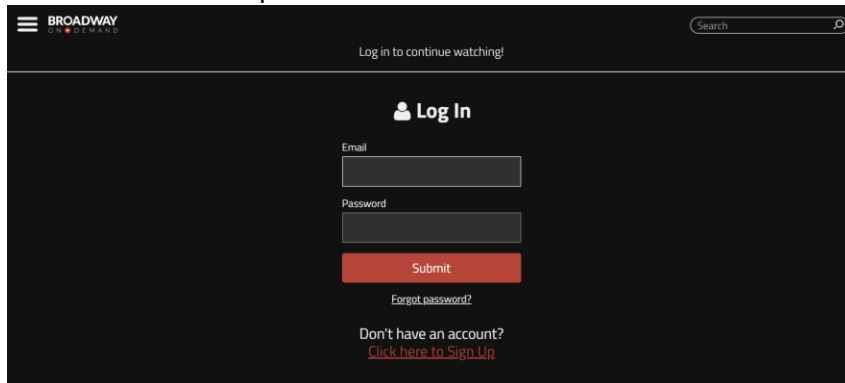 BROADWAY
ON DEMAND
Search
Log in to continue watching!
Log In
Email
Password
Submit
Forgot password?
Don't have an account?
Click here to Sign Up